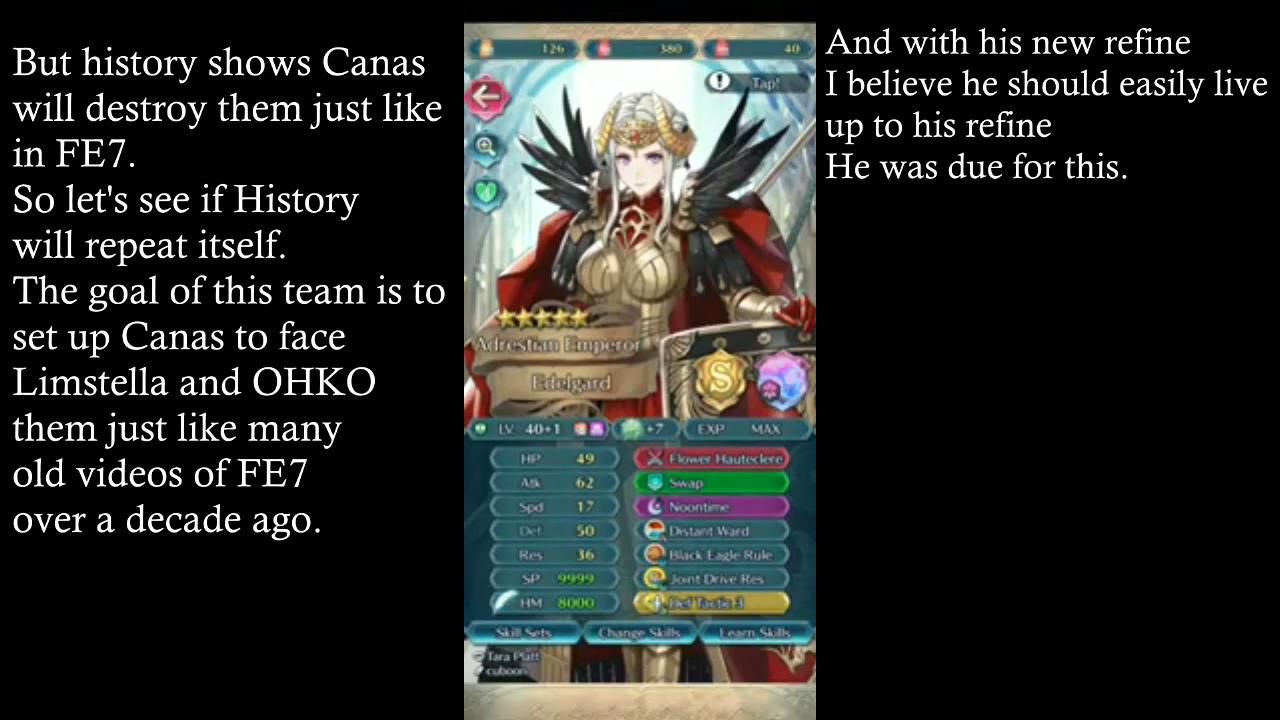 But history shows Canas
will destroy them just like
in FE7.
So let's see if History
will repeat itself.
The goal of this team is to
set up Canas to face
Limstella and OHKO
them just like many
old videos of FE7
over a decade ago.
126 380 40
Tap!
Adrestian Emperor
S
Edelgard
LV. 40+1 +7 EXP MAX
HP 49 Flower Hauteclere
Atk 62 Swap
Spd 17 Noontime
Def 50 Distant Ward
Res 36 Black Eagle Rule
SP 9999 Joint Drive Res
HM 8000 Def Tactic 3
Skill Sets Change Skills Learn Skills
Tara Platt
cuboon
And with his new refine
I believe he should easily live
up to his refine
He was due for this.